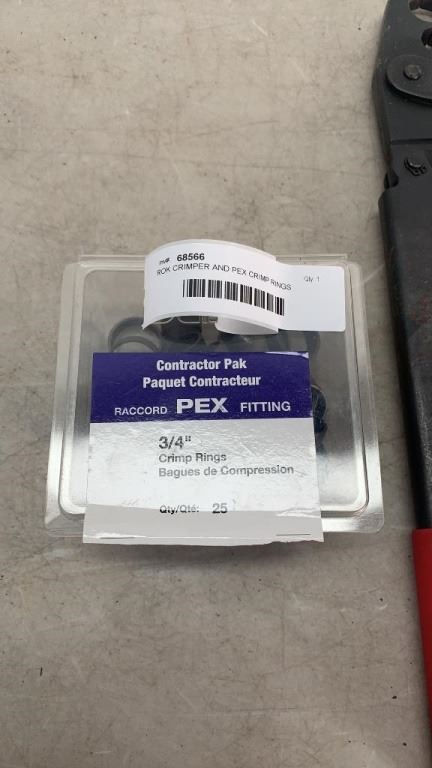 Inv#: 68566
ROK CRIMPER AND PEX CRIMP RINGS
Qty: 1
Contractor Pak
Paquet Contracteur
RACCORD PEX FITTING
3/4"
Crimp Rings
Bagues de Compression
Qty/Qté: 25